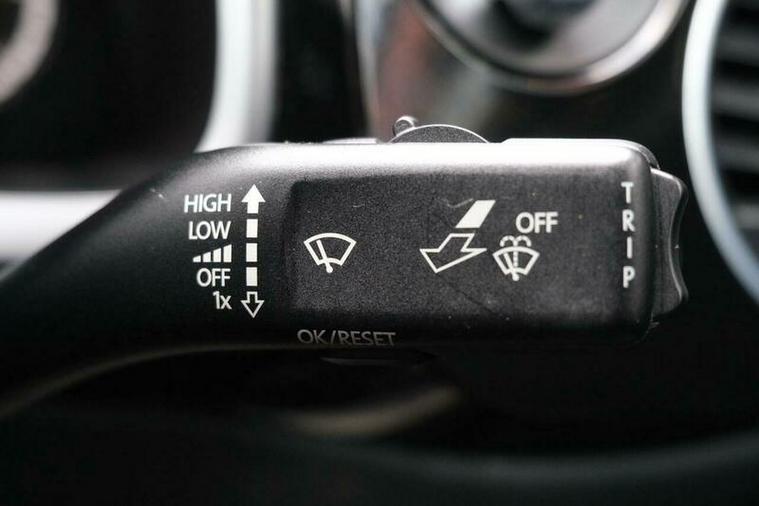 HIGH
LOW
OFF
1x
OFF
TRIP
OK/RESET